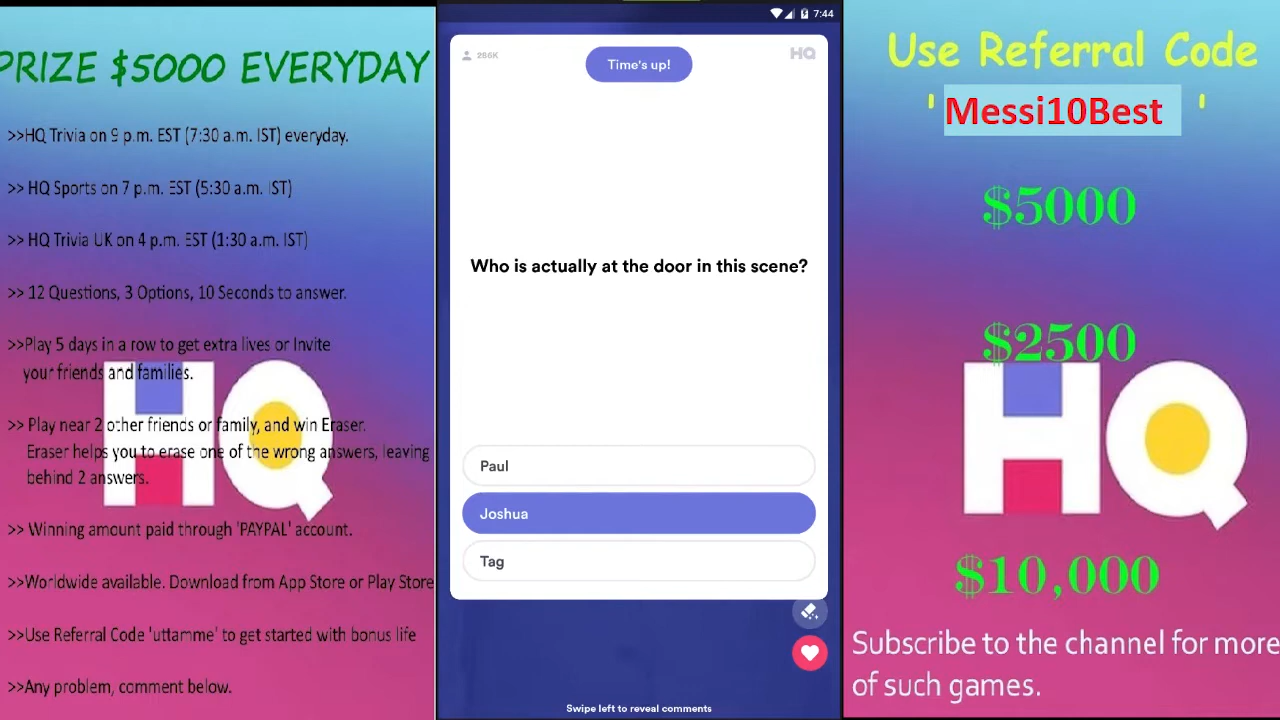 PRIZE $5000 EVERYDAY
>>HQ Trivia on 9 p.m. EST (7:30 a.m. IST) everyday.
>> HQ Sports on 7 p.m. EST (5:30 a.m. IST)
>> HQ Trivia UK on 4 p.m. EST (1:30 a.m. IST)
>> 12 Questions, 3 Options, 10 Seconds to answer.
>>Play 5 days in a row to get extra lives or Invite
your friends and families.
>> Play near 2 other friends or family, and win Eraser.
Eraser helps you to erase one of the wrong answers, leaving
behind 2 answers.
>> Winning amount paid through 'PAYPAL' account.
>>Worldwide available. Download from App Store or Play Store
>>Use Referral Code 'uttamme' to get started with bonus life
>>Any problem, comment below.
HQ
7:44
286K
Time's up!
HQ
Who is actually at the door in this scene?
Paul
Joshua
Tag
Swipe left to reveal comments
Use Referral Code
' Messi10Best '
$5000
$2500
HQ
$10,000
Subscribe to the channel for more
of such games.